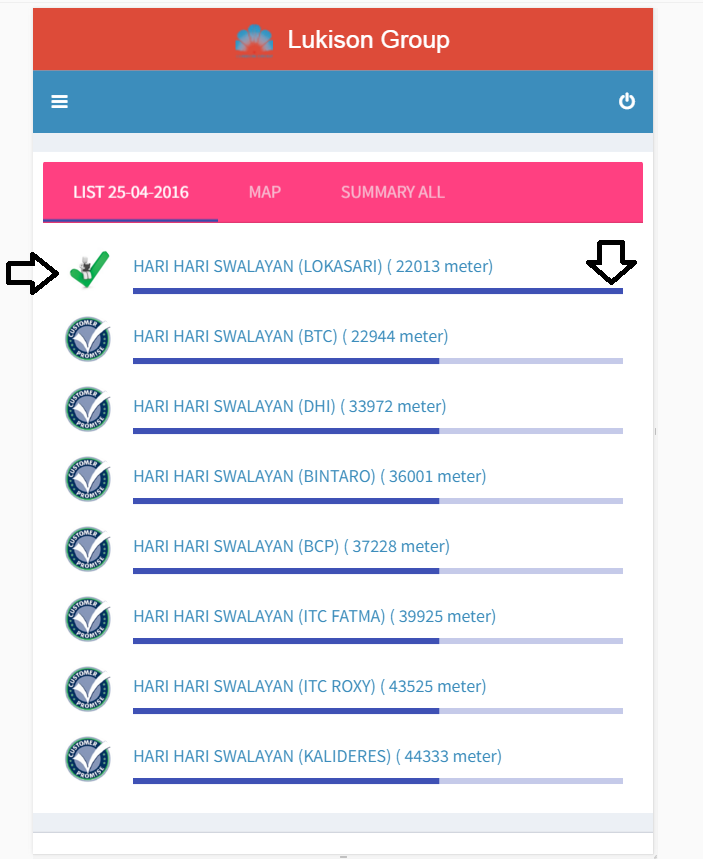 Lukison Group
LIST 25-04-2016 MAP SUMMARY ALL
HARI HARI SWALAYAN (LOKASARI) ( 22013 meter)
CUSTOMER PROMISE
HARI HARI SWALAYAN (BTC) ( 22944 meter)
CUSTOMER PROMISE
HARI HARI SWALAYAN (DHI) ( 33972 meter)
CUSTOMER PROMISE
HARI HARI SWALAYAN (BINTARO) ( 36001 meter)
CUSTOMER PROMISE
HARI HARI SWALAYAN (BCP) ( 37228 meter)
CUSTOMER PROMISE
HARI HARI SWALAYAN (ITC FATMA) ( 39925 meter)
CUSTOMER PROMISE
HARI HARI SWALAYAN (ITC ROXY) ( 43525 meter)
CUSTOMER PROMISE
HARI HARI SWALAYAN (KALIDERES) ( 44333 meter)